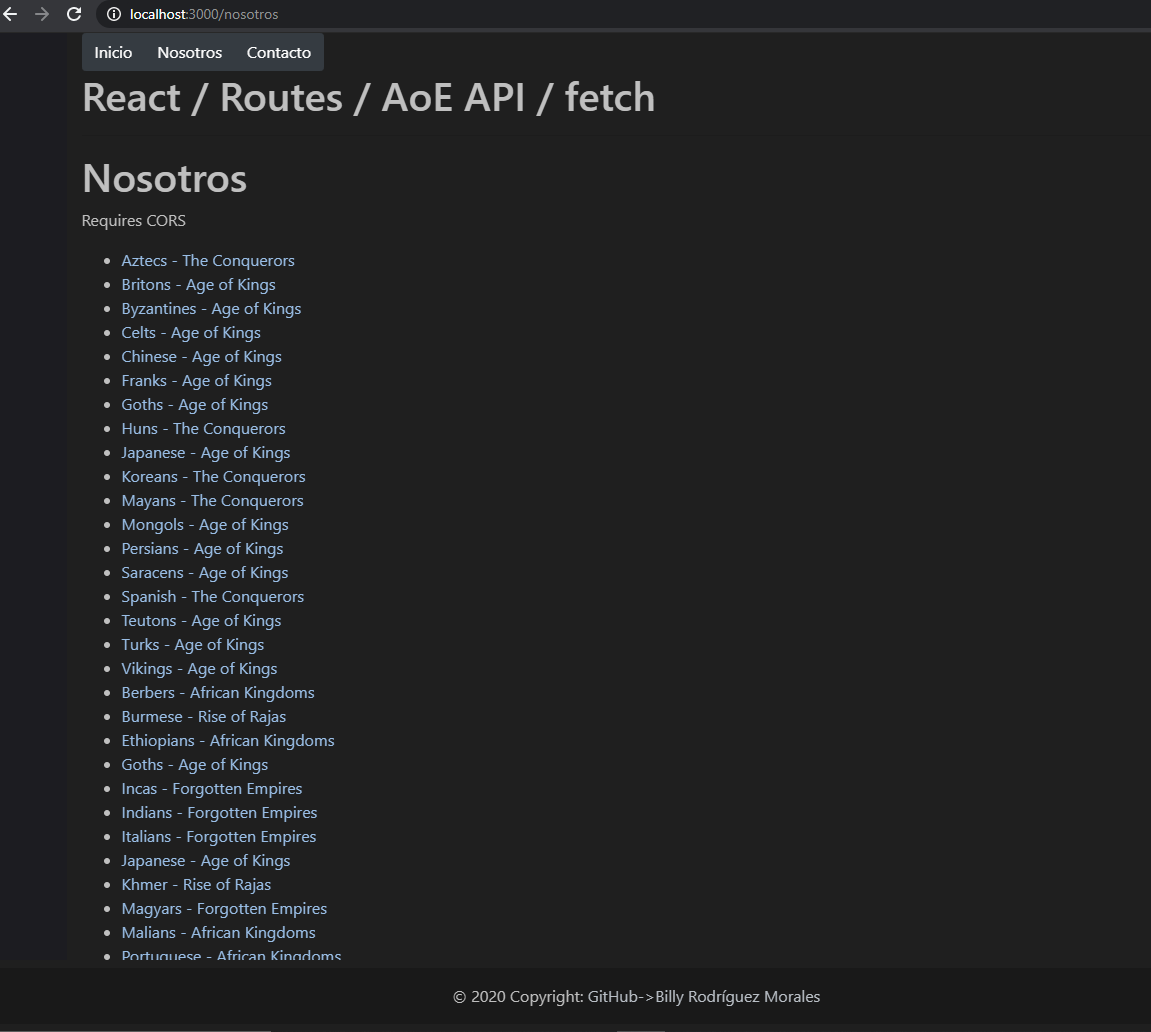 localhost:3000/nosotros
Inicio Nosotros Contacto
React / Routes / AoE API / fetch
Nosotros
Requires CORS
Aztecs - The Conquerors
Britons - Age of Kings
Byzantines - Age of Kings
Celts - Age of Kings
Chinese - Age of Kings
Franks - Age of Kings
Goths - Age of Kings
Huns - The Conquerors
Japanese - Age of Kings
Koreans - The Conquerors
Mayans - The Conquerors
Mongols - Age of Kings
Persians - Age of Kings
Saracens - Age of Kings
Spanish - The Conquerors
Teutons - Age of Kings
Turks - Age of Kings
Vikings - Age of Kings
Berbers - African Kingdoms
Burmese - Rise of Rajas
Ethiopians - African Kingdoms
Goths - Age of Kings
Incas - Forgotten Empires
Indians - Forgotten Empires
Italians - Forgotten Empires
Japanese - Age of Kings
Khmer - Rise of Rajas
Magyars - Forgotten Empires
Malians - African Kingdoms
Portuguese - African Kingdoms
© 2020 Copyright: GitHub->Billy Rodríguez Morales